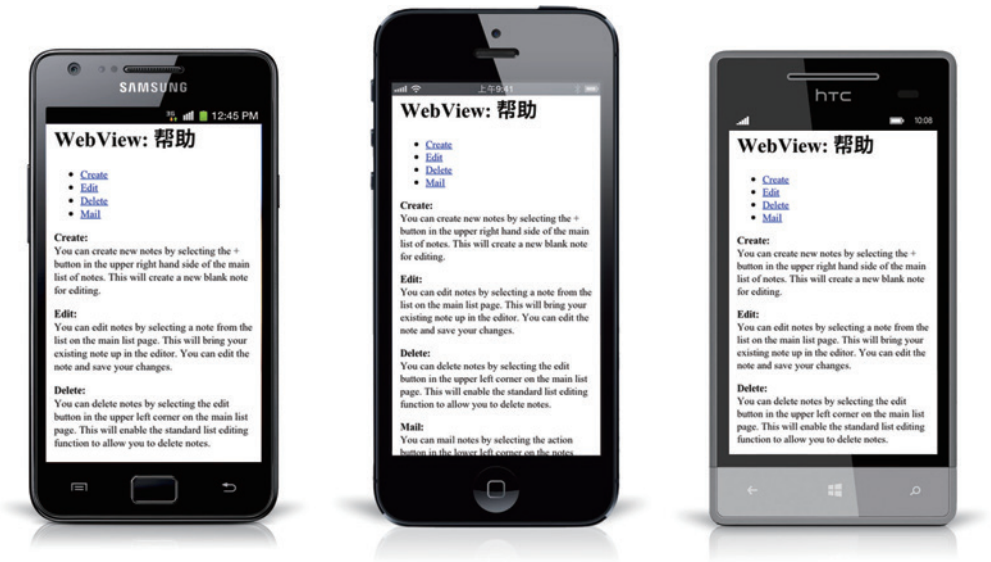 SAMSUNG
3G 12:45 PM
WebView: 帮助
Create
Edit
Delete
Mail
Create:
You can create new notes by selecting the +
button in the upper right hand side of the main
list of notes. This will create a new blank note
for editing.
Edit:
You can edit notes by selecting a note from the
list on the main list page. This will bring your
existing note up in the editor. You can edit the
note and save your changes.
Delete:
You can delete notes by selecting the edit
button in the upper left corner on the main list
page. This will enable the standard list editing
function to allow you to delete notes.
上午9:41
WebView: 帮助
Create
Edit
Delete
Mail
Create:
You can create new notes by selecting the +
button in the upper right hand side of the main
list of notes. This will create a new blank note
for editing.
Edit:
You can edit notes by selecting a note from the
list on the main list page. This will bring your
existing note up in the editor. You can edit the
note and save your changes.
Delete:
You can delete notes by selecting the edit
button in the upper left corner on the main list
page. This will enable the standard list editing
function to allow you to delete notes.
Mail:
You can mail notes by selecting the action
button in the lower left corner on the notes
hTC
10:08
WebView: 帮助
Create
Edit
Delete
Mail
Create:
You can create new notes by selecting the +
button in the upper right hand side of the main
list of notes. This will create a new blank note
for editing.
Edit:
You can edit notes by selecting a note from the
list on the main list page. This will bring your
existing note up in the editor. You can edit the
note and save your changes.
Delete:
You can delete notes by selecting the edit
button in the upper left corner on the main list
page. This will enable the standard list editing
function to allow you to delete notes.